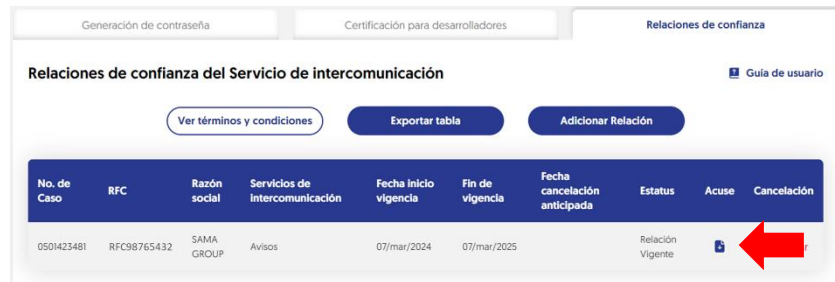 Generación de contraseña
Certificación para desarrolladores
Relaciones de confianza
Relaciones de confianza del Servicio de intercomunicación
Guía de usuario
Ver términos y condiciones
Exportar tabla
Adicionar Relación
No. de Caso
RFC
Razón social
Servicios de Intercomunicación
Fecha inicio vigencia
Fin de vigencia
Fecha cancelación anticipada
Estatus
Acuse
Cancelación
0501423481
RFC98765432
SAMA GROUP
Avisos
07/mar/2024
07/mar/2025
Relación Vigente